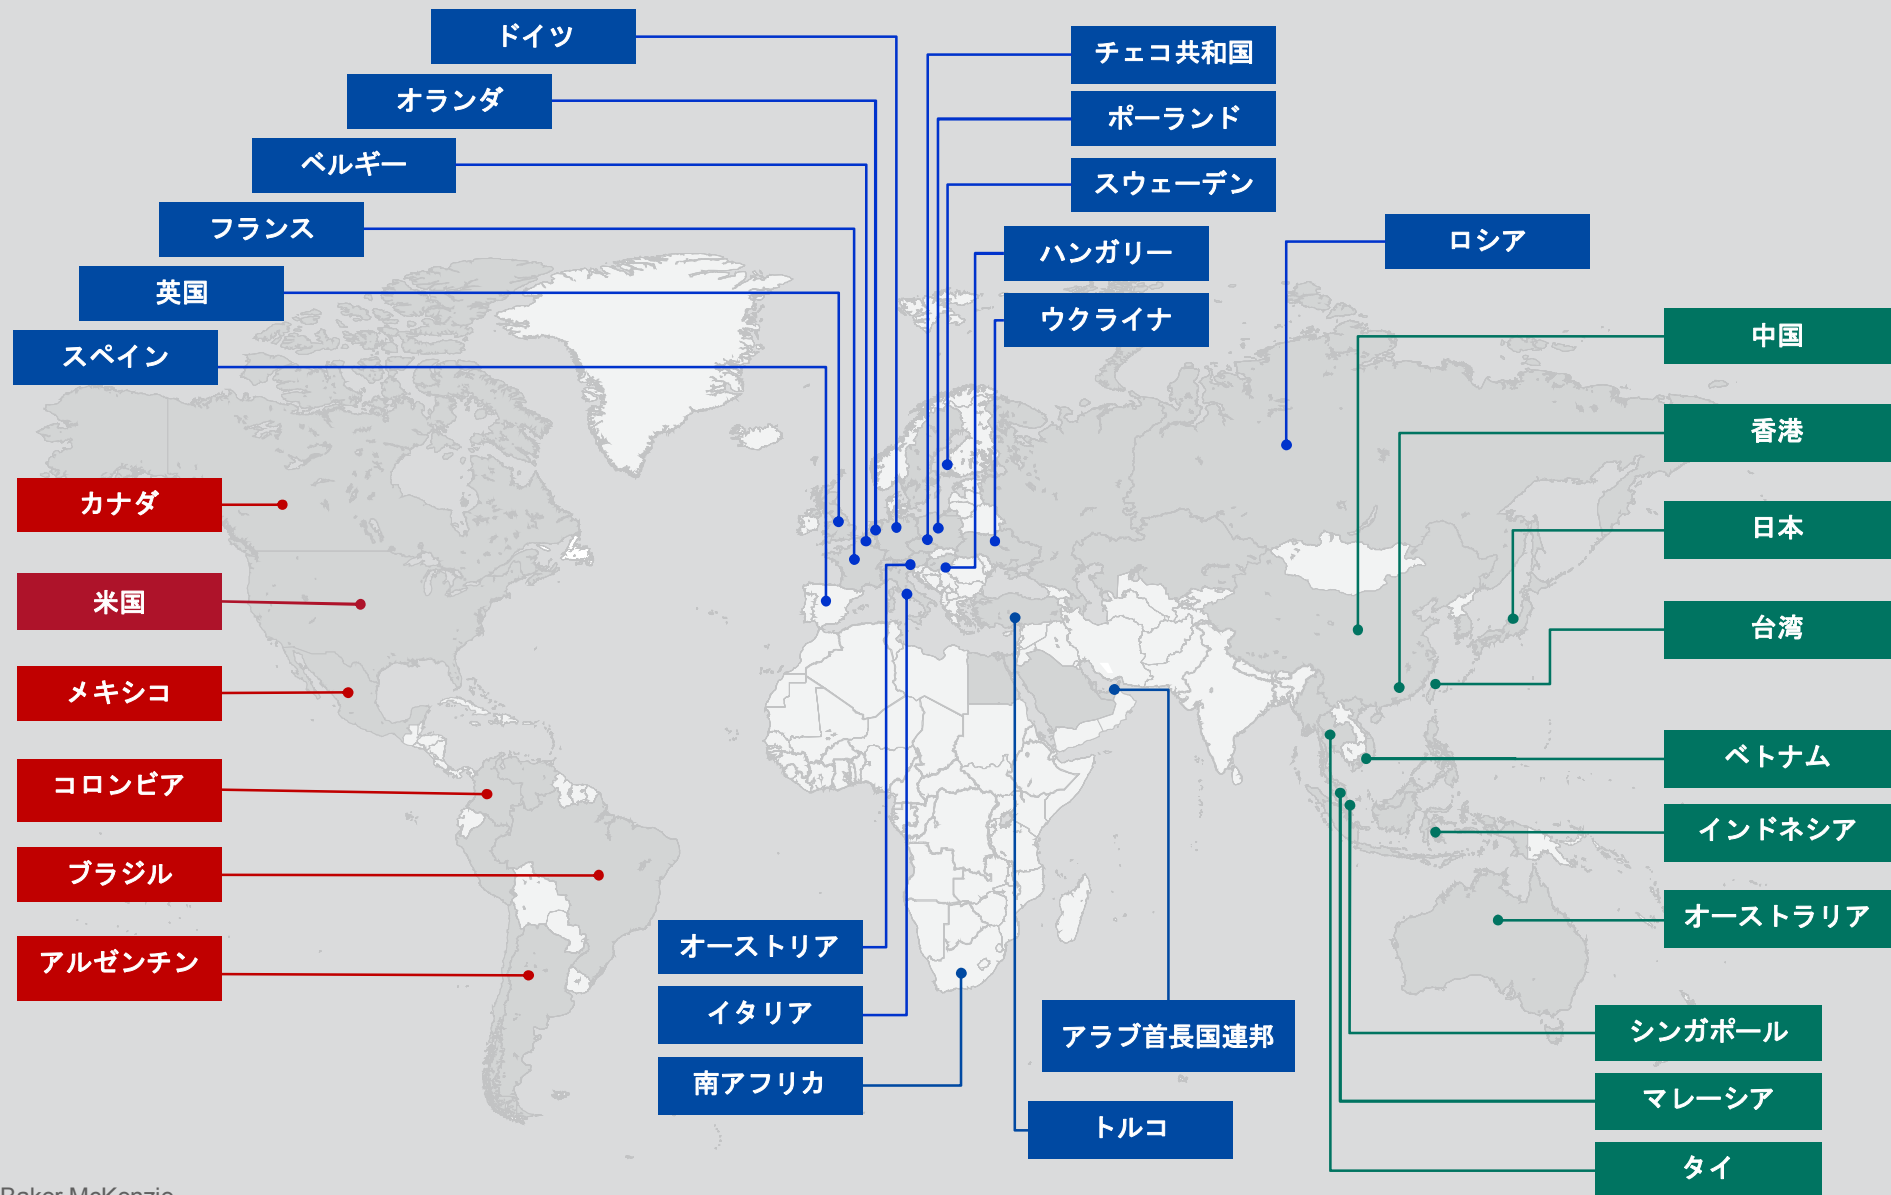 ドイツ
オランダ
ベルギー
フランス
英国
スペイン
チェコ共和国
ポーランド
スウェーデン
ハンガリー
ウクライナ
ロシア
中国
香港
日本
台湾
ベトナム
インドネシア
オーストラリア
シンガポール
マレーシア
タイ
カナダ
米国
メキシコ
コロンビア
ブラジル
アルゼンチン
オーストリア
イタリア
南アフリカ
アラブ首長国連邦
トルコ
Baker McKenzie